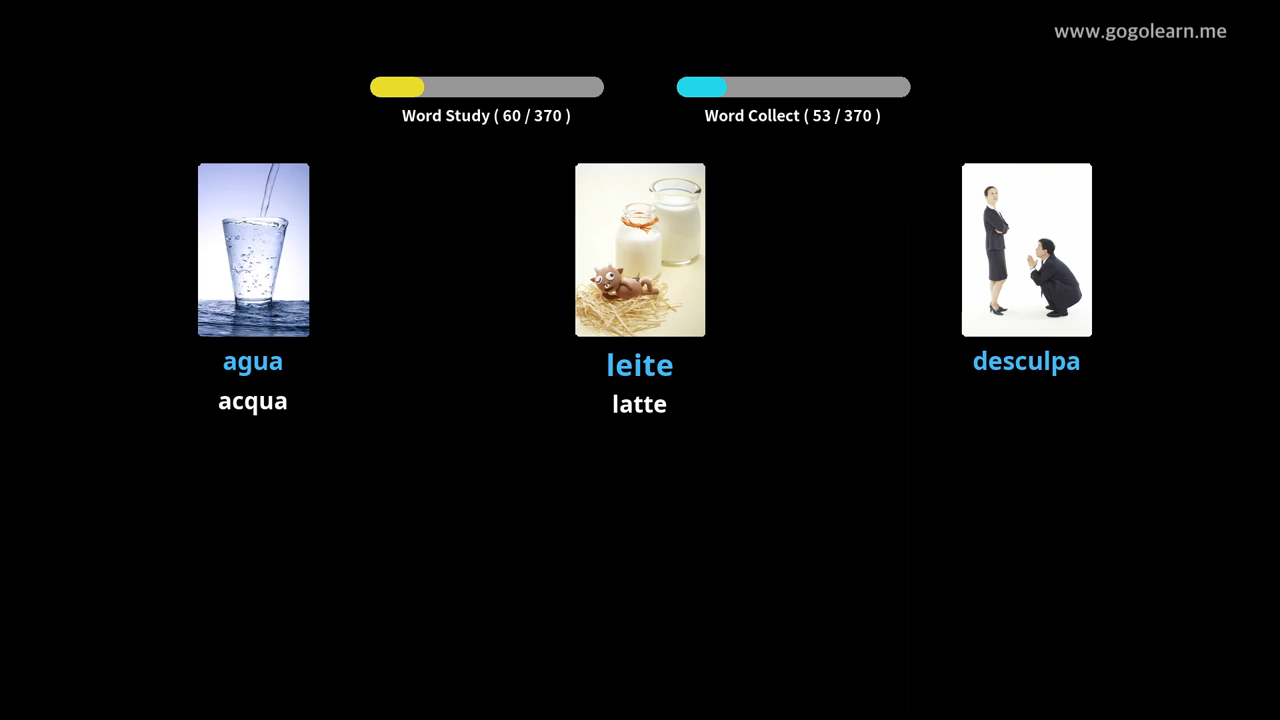 www.gogolearn.me
Word Study ( 60 / 370 )
Word Collect ( 53 / 370 )
agua
leite
desculpa
acqua
latte